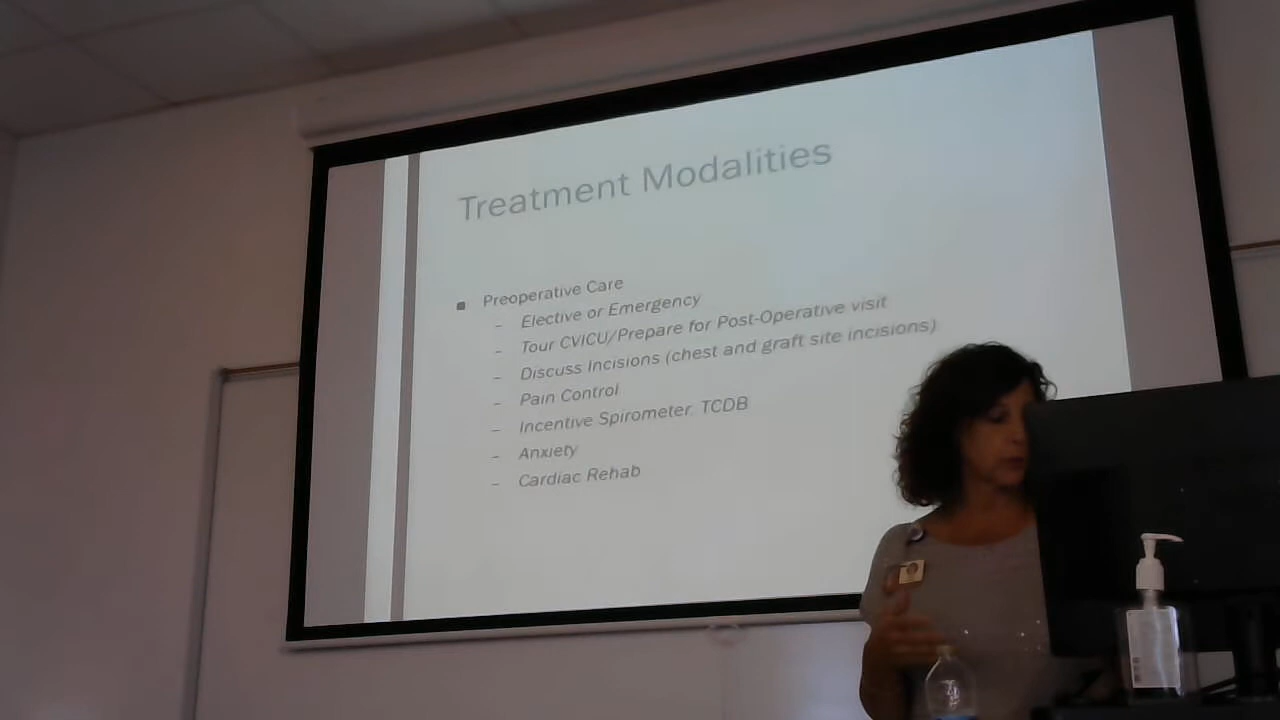 Treatment Modalities
■ Preoperative Care
– Elective or Emergency
– Tour CVICU/Prepare for Post-Operative visit
– Discuss Incisions (chest and graft site incisions)
– Pain Control
– Incentive Spirometer, TCDB
– Anxiety
– Cardiac Rehab